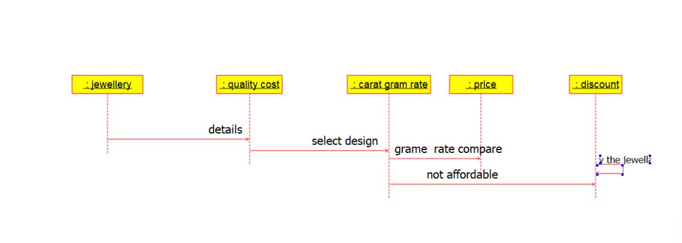 : jewellery
: quality cost
: carat gram rate
: price
: discount
details
select design
grame rate compare
y the jewell
not affordable